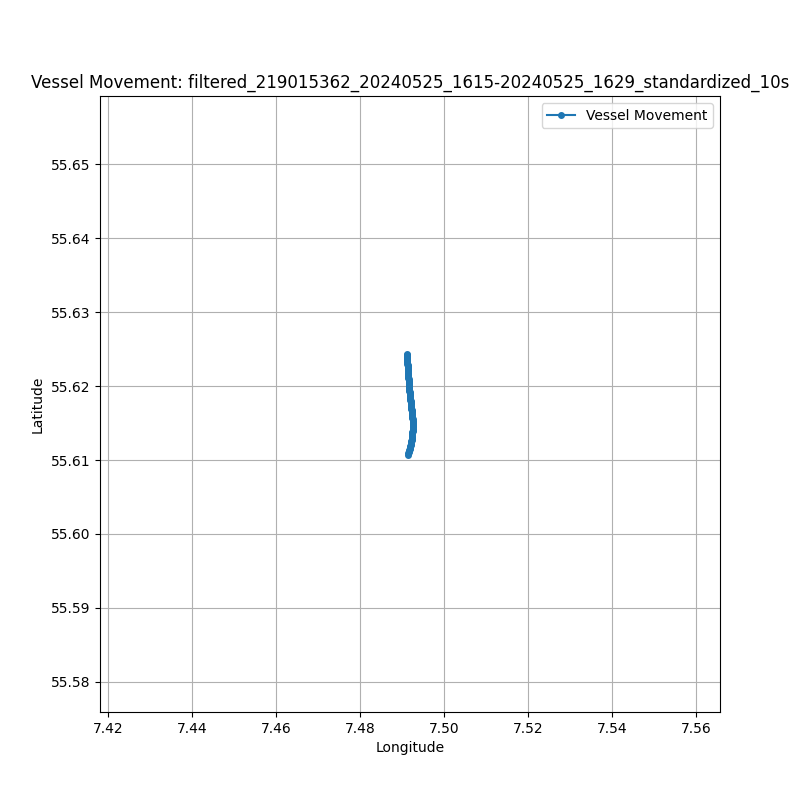 Vessel Movement: filtered_219015362_20240525_1615-20240525_1629_standardized_10s
Vessel Movement
55.65
55.64
55.63
55.62
55.61
55.60
55.59
55.58
Latitude
7.42 7.44 7.46 7.48 7.50 7.52 7.54 7.56
Longitude